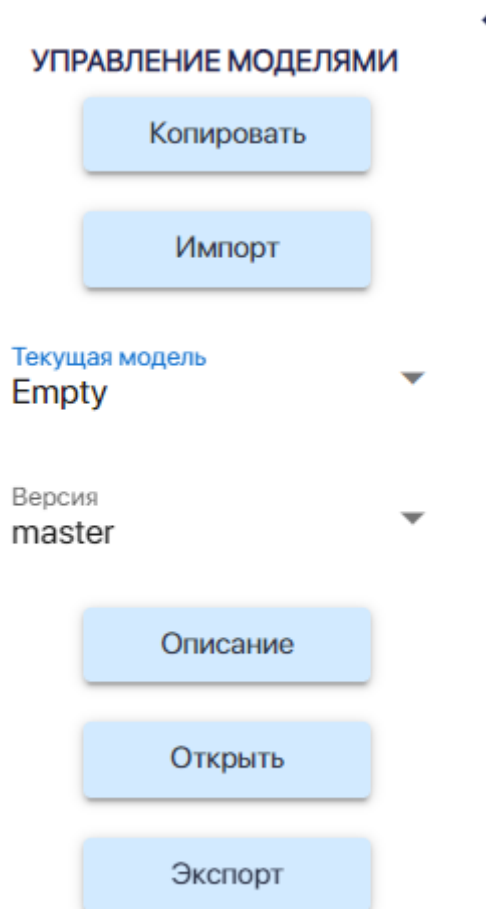 УПРАВЛЕНИЕ МОДЕЛЯМИ
Копировать
Импорт
Текущая модель
Empty
Версия
master
Описание
Открыть
Экспорт